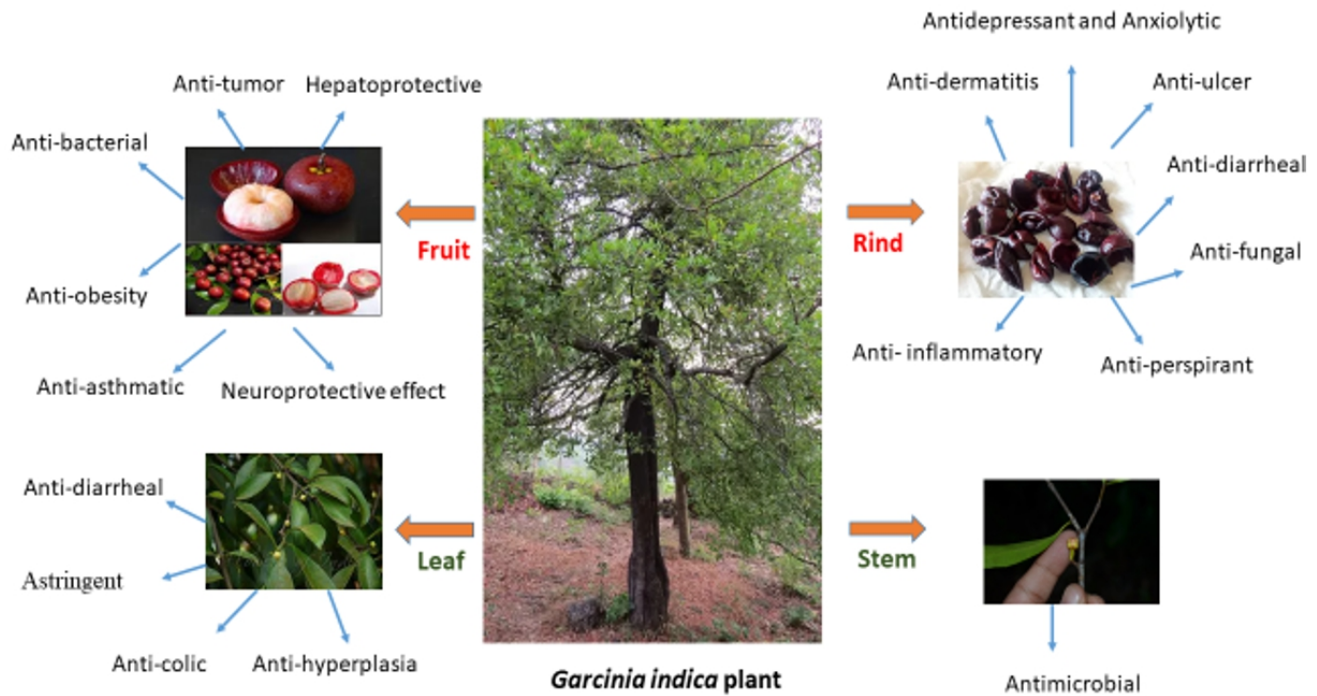 Antidepressant and Anxiolytic
Anti-tumor
Hepatoprotective
Anti-dermatitis
Anti-ulcer
Anti-bacterial
Anti-diarrheal
Fruit
Rind
Anti-fungal
Anti-obesity
Anti- inflammatory
Anti-perspirant
Anti-asthmatic
Neuroprotective effect
Anti-diarrheal
Leaf
Stem
Astringent
Anti-colic
Anti-hyperplasia
Garcinia indica plant
Antimicrobial